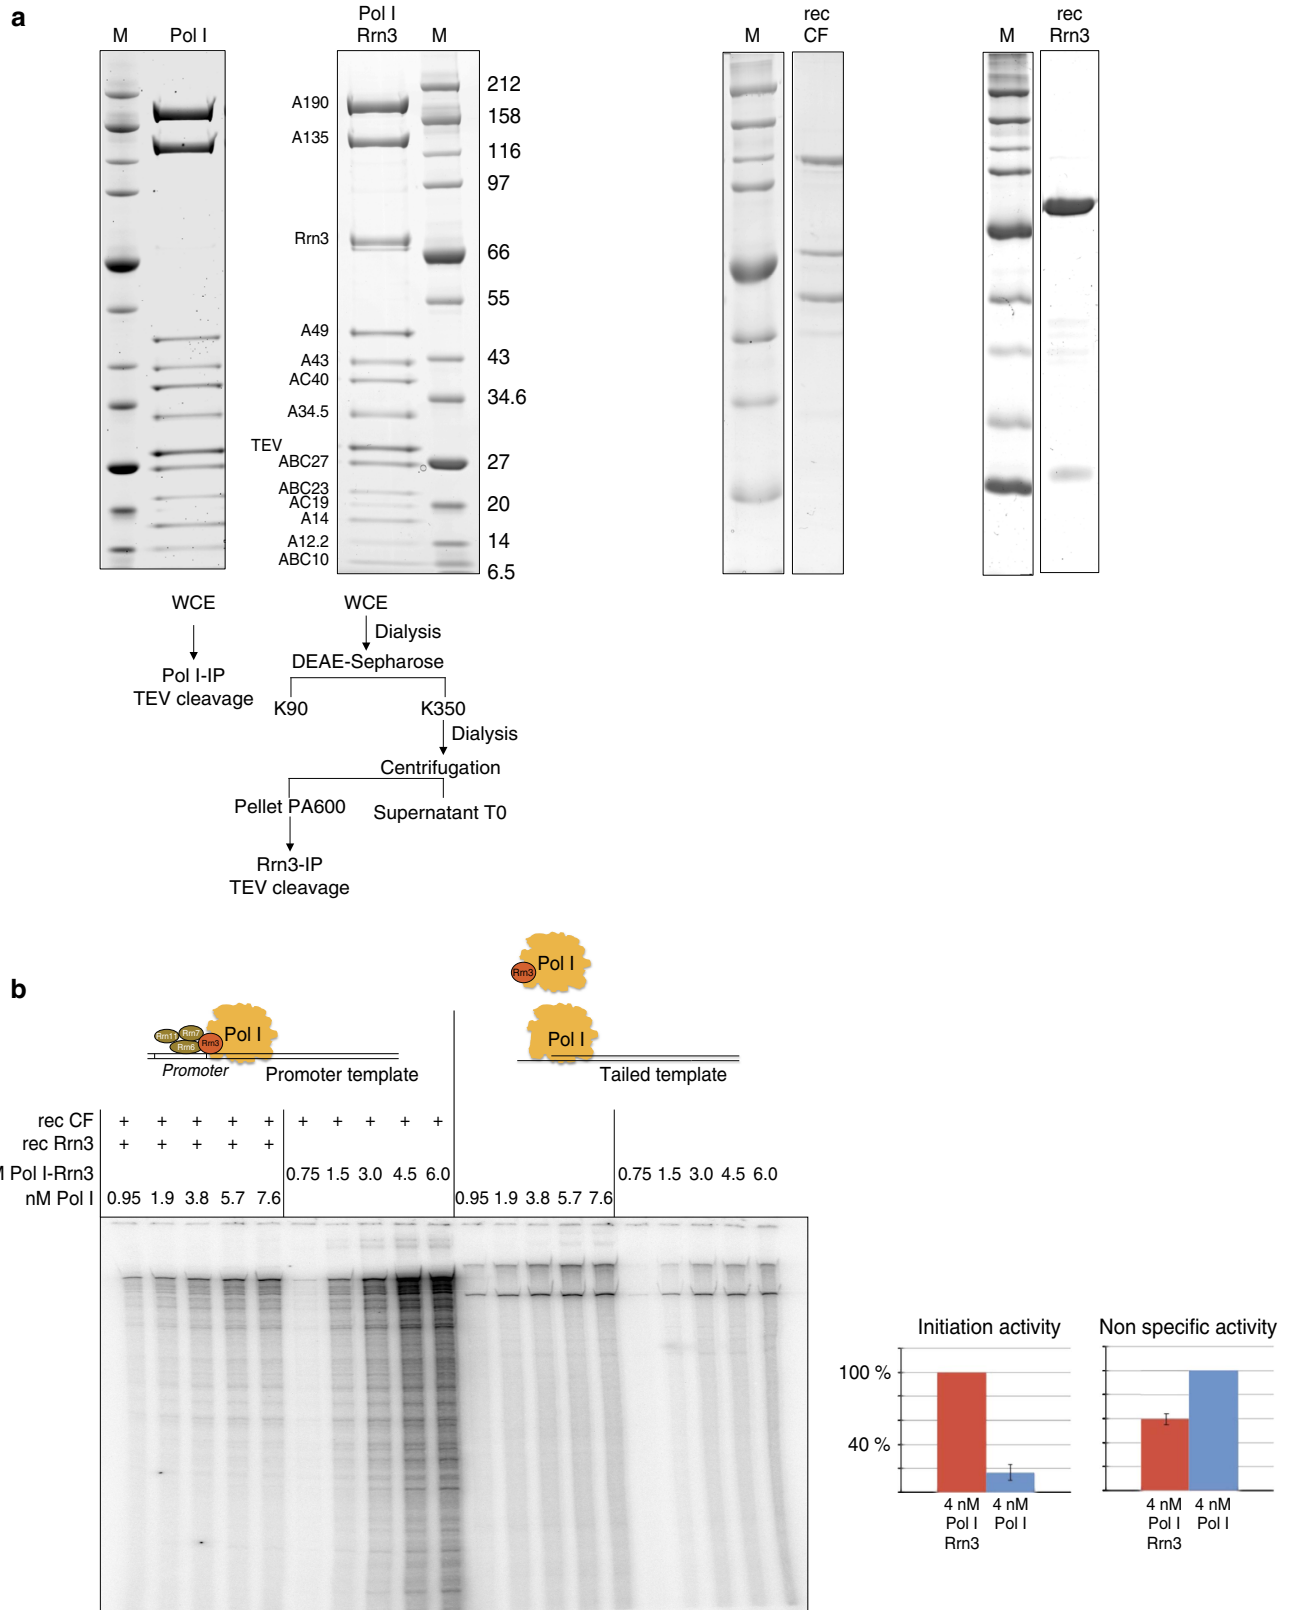 a
M
Pol I
Pol I
Rrn3
M
M
rec
CF
M
rec
Rrn3
A190
A135
Rrn3
A49
A43
AC40
A34.5
TEV
ABC27
ABC23
AC19
A14
A12.2
ABC10
212
158
116
97
66
55
43
34.6
27
20
14
6.5
WCE
Pol I-IP
TEV cleavage
WCE
Dialysis
DEAE-Sepharose
K90
K350
Dialysis
Centrifugation
Pellet PA600
Supernatant T0
Rrn3-IP
TEV cleavage
b
Rrn11
Rrn7
Rrn6
Rrn3
Pol I
Promoter
Promoter template
Rrn3
Pol I
Pol I
Tailed template
rec CF + + + + + + + + + +
rec Rrn3 + + + + +
M Pol I-Rrn3 0.75 1.5 3.0 4.5 6.0 0.75 1.5 3.0 4.5 6.0
nM Pol I 0.95 1.9 3.8 5.7 7.6 0.95 1.9 3.8 5.7 7.6
Initiation activity
100 %
40 %
4 nM
Pol I
Rrn3
4 nM
Pol I
Non specific activity
4 nM
Pol I
Rrn3
4 nM
Pol I